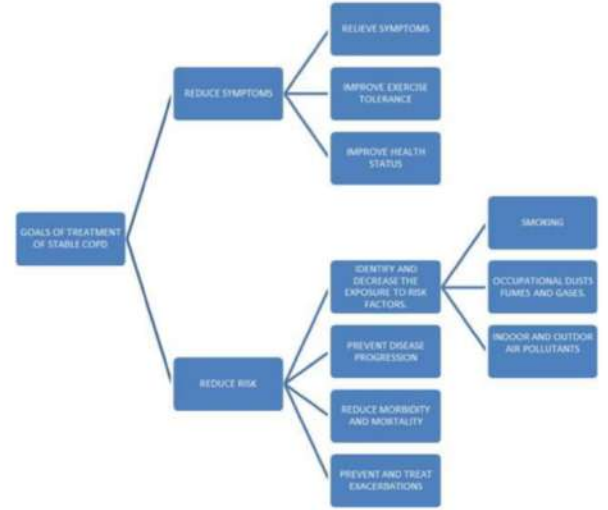 RELIEVE SYMPTOMS
REDUCE SYMPTOMS
IMPROVE EXERCISE
TOLERANCE
IMPROVE HEALTH
STATUS
GOALS OF TREATMENT
OF STABLE COPD
SMOKING
IDENTIFY AND
DECREASE THE
EXPOSURE TO RISK
FACTORS.
OCCUPATIONAL DUSTS
FUMES AND GASES.
INDOOR AND OUTDOR
AIR POLLUTANTS
PREVENT DISEASE
PROGRESSION
REDUCE RISK
REDUCE MORBIDITY
AND MORTALITY
PREVENT AND TREAT
EXACERBATIONS